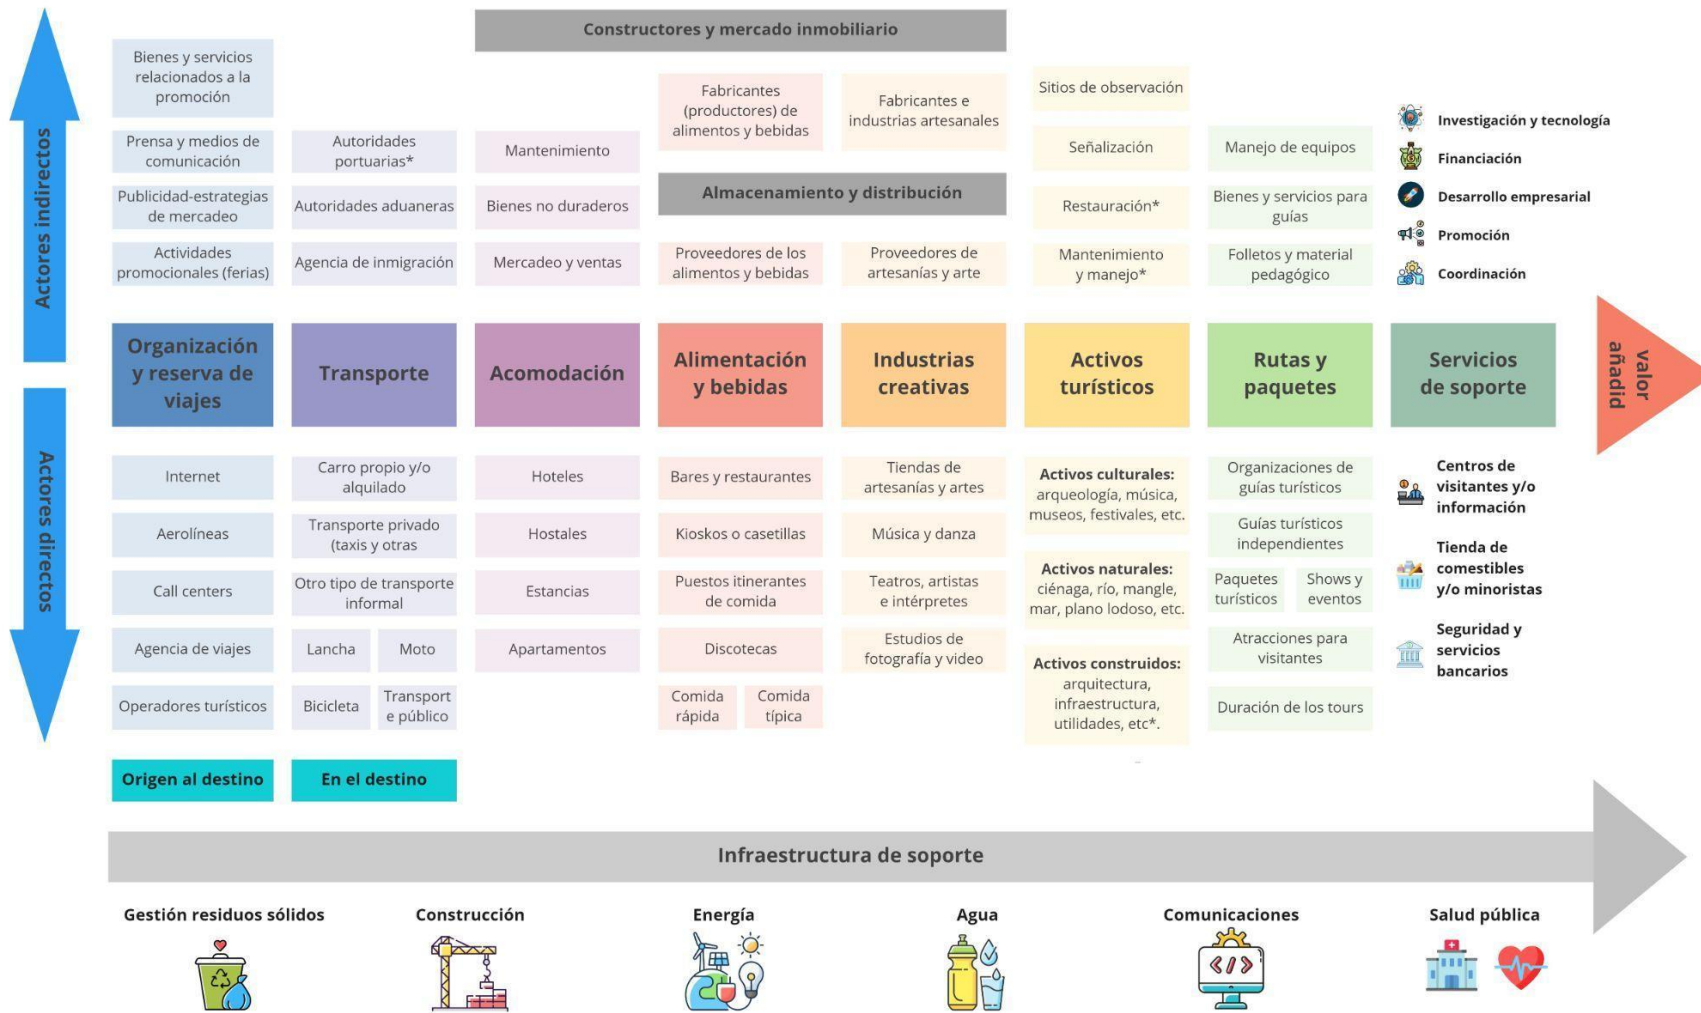 Actores indirectos
Actores directos
Constructores y mercado inmobiliario
Bienes y servicios
relacionados a la
promoción
Prensa y medios de
comunicación
Publicidad-estrategias
de mercadeo
Actividades
promocionales (ferias)
Autoridades
portuarias*
Autoridades aduaneras
Agencia de inmigración
Mantenimiento
Bienes no duraderos
Mercadeo y ventas
Fabricantes
(productores) de
alimentos y bebidas
Fabricantes e
industrias artesanales
Almacenamiento y distribución
Proveedores de los
alimentos y bebidas
Proveedores de
artesanías y arte
Sitios de observación
Señalización
Restauración*
Mantenimiento
y manejo*
Manejo de equipos
Bienes y servicios para
guías
Folletos y material
pedagógico
Investigación y tecnología
Financiación
Desarrollo empresarial
Promoción
Coordinación
Organización
y reserva de
viajes
Transporte
Acomodación
Alimentación
y bebidas
Industrias
creativas
Activos
turísticos
Rutas y
paquetes
Servicios
de soporte
valor
añadid
Internet
Aerolíneas
Call centers
Agencia de viajes
Operadores turísticos
Carro propio y/o
alquilado
Transporte privado
(taxis y otras
Otro tipo de transporte
informal
Lancha
Moto
Bicicleta
Transport
e público
Hoteles
Hostales
Estancias
Apartamentos
Bares y restaurantes
Kioskos o casetillas
Puestos itinerantes
de comida
Discotecas
Comida
rápida
Comida
típica
Tiendas de
artesanías y artes
Música y danza
Teatros, artistas
e intérpretes
Estudios de
fotografía y video
Activos culturales:
arqueología, música,
museos, festivales, etc.
Activos naturales:
ciénaga, río, mangle,
mar, plano lodoso, etc.
Activos construidos:
arquitectura,
infraestructura,
utilidades, etc*.
Organizaciones de
guías turísticos
Guías turísticos
independientes
Paquetes
turísticos
Shows y
eventos
Atracciones para
visitantes
Duración de los tours
Centros de
visitantes y/o
información
Tienda de
comestibles
y/o minoristas
Seguridad y
servicios
bancarios
Origen al destino
En el destino
Infraestructura de soporte
Gestión residuos sólidos
Construcción
Energía
Agua
Comunicaciones
Salud pública